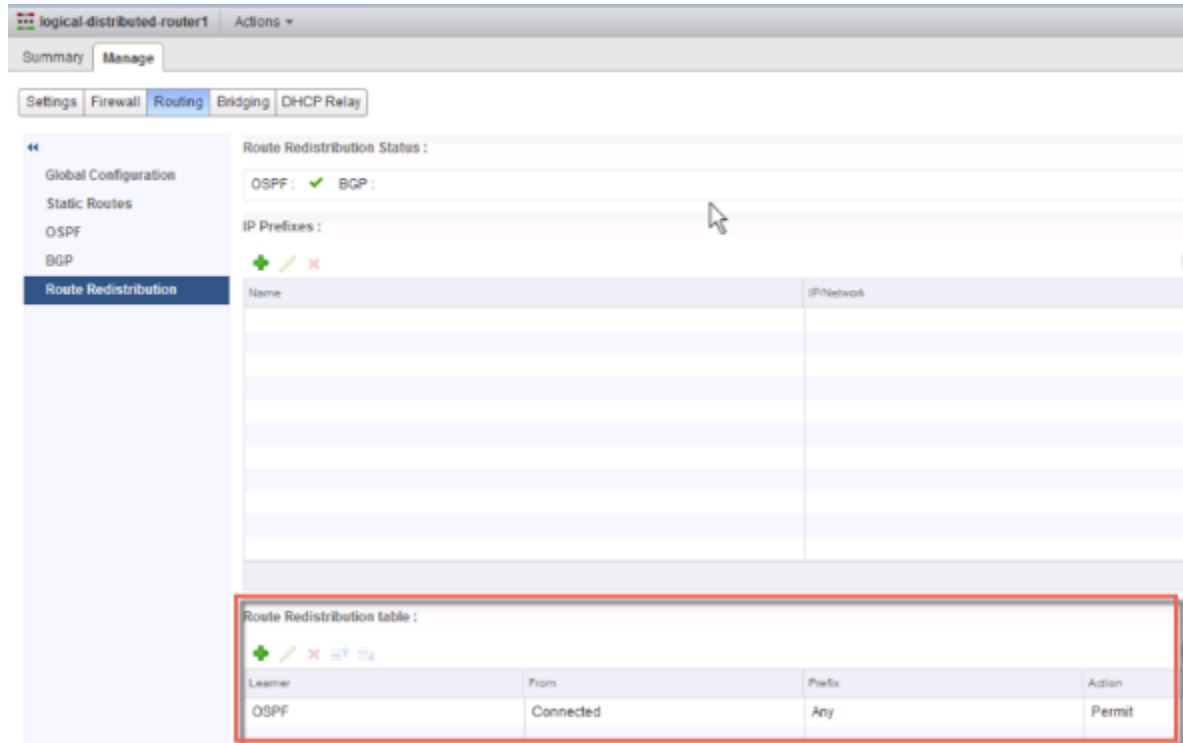 logical-distributed-router1 Actions
Summary Manage
Settings Firewall Routing Bridging DHCP Relay
Global Configuration
Static Routes
OSPF
BGP
Route Redistribution
Route Redistribution Status :
OSPF : BGP :
IP Prefixes :
Name IP/Network
Route Redistribution table :
Learner From Prefix Action
OSPF Connected Any Permit